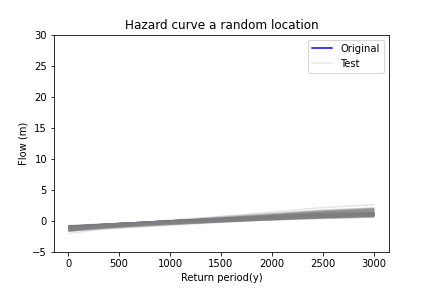 Hazard curve a random location
Original
Test
Flow (m)
30
25
20
15
10
5
0
−5
0 500 1000 1500 2000 2500 3000
Return period(y)